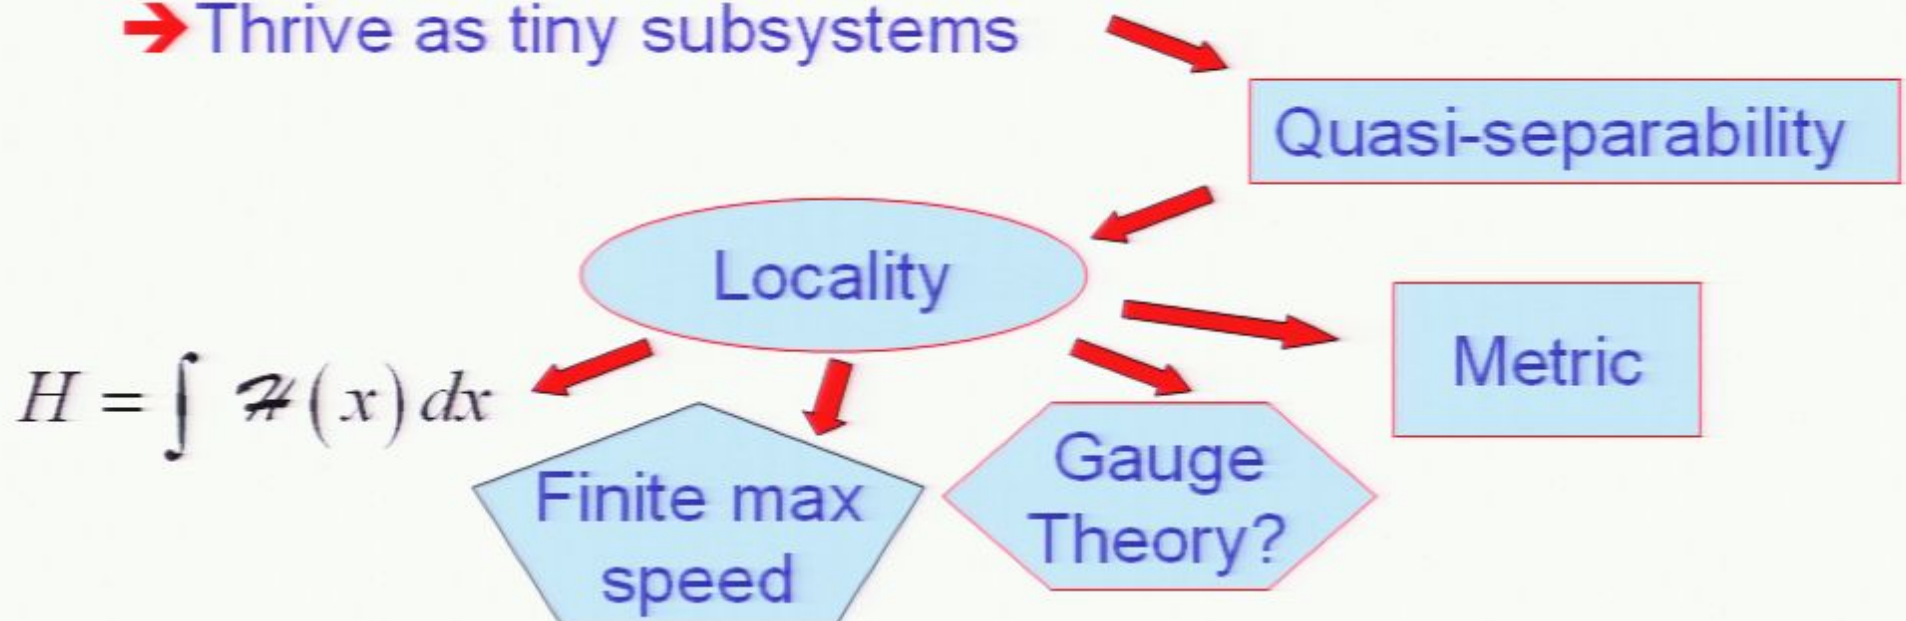 Thrive as tiny subsystems
Quasi-separability
Locality
Metric
H = ∫ ℋ(x) dx
Gauge
Theory?
Finite max
speed